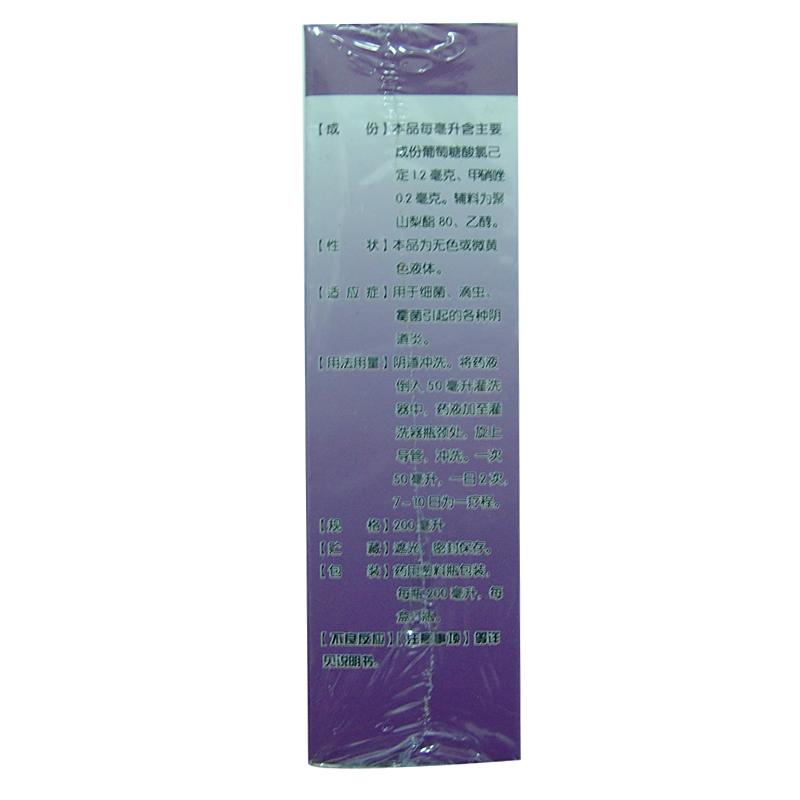 【成 份】本品每毫升含主要
成份葡萄糖酸氯己
定1.2毫克、甲硝唑
0.2毫克。辅料为聚
山梨酯80、乙醇。
【性 状】本品为无色或微黄
色液体。
【适应症】用于细菌、滴虫、
霉菌引起的各种阴
道炎。
【用法用量】阴道冲洗。将药液
倒入50毫升灌洗
器中，药液加至灌
洗器瓶颈处，旋上
导管，冲洗。一次
50毫升，一日2次，
7-10日为一疗程。
【规 格】200毫升
【贮 藏】遮光，密封保存。
【包 装】药用塑料瓶包装，
每瓶200毫升，每
盒1瓶。
【不良反应】【注意事项】等详
见说明书。